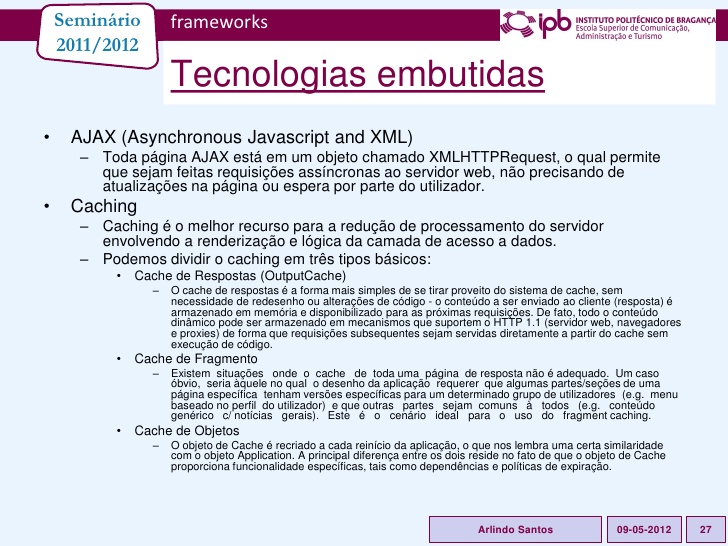 Seminário
2011/2012
frameworks
ipb INSTITUTO POLITÉCNICO DE BRAGANÇA
Escola Superior de Comunicação,
Administração e Turismo
Tecnologias embutidas
• AJAX (Asynchronous Javascript and XML)
– Toda página AJAX está em um objeto chamado XMLHTTPRequest, o qual permite
que sejam feitas requisições assíncronas ao servidor web, não precisando de
atualizações na página ou espera por parte do utilizador.
• Caching
– Caching é o melhor recurso para a redução de processamento do servidor
envolvendo a renderização e lógica da camada de acesso a dados.
– Podemos dividir o caching em três tipos básicos:
• Cache de Respostas (OutputCache)
– O cache de respostas é a forma mais simples de se tirar proveito do sistema de cache, sem
necessidade de redesenho ou alterações de código - o conteúdo a ser enviado ao cliente (resposta) é
armazenado em memória e disponibilizado para as próximas requisições. De fato, todo o conteúdo
dinâmico pode ser armazenado em mecanismos que suportem o HTTP 1.1 (servidor web, navegadores
e proxies) de forma que requisições subsequentes sejam servidas diretamente a partir do cache sem
execução de código.
• Cache de Fragmento
– Existem situações onde o cache de toda uma página de resposta não é adequado. Um caso
óbvio, seria àquele no qual o desenho da aplicação requerer que algumas partes/seções de uma
página específica tenham versões específicas para um determinado grupo de utilizadores (e.g. menu
baseado no perfil do utilizador) e que outras partes sejam comuns à todos (e.g. conteúdo
genérico c/ notícias gerais). Este é o cenário ideal para o uso do fragment caching.
• Cache de Objetos
– O objeto de Cache é recriado a cada reinício da aplicação, o que nos lembra uma certa similaridade
com o objeto Application. A principal diferença entre os dois reside no fato de que o objeto de Cache
proporciona funcionalidade específicas, tais como dependências e políticas de expiração.
Arlindo Santos 09-05-2012 27